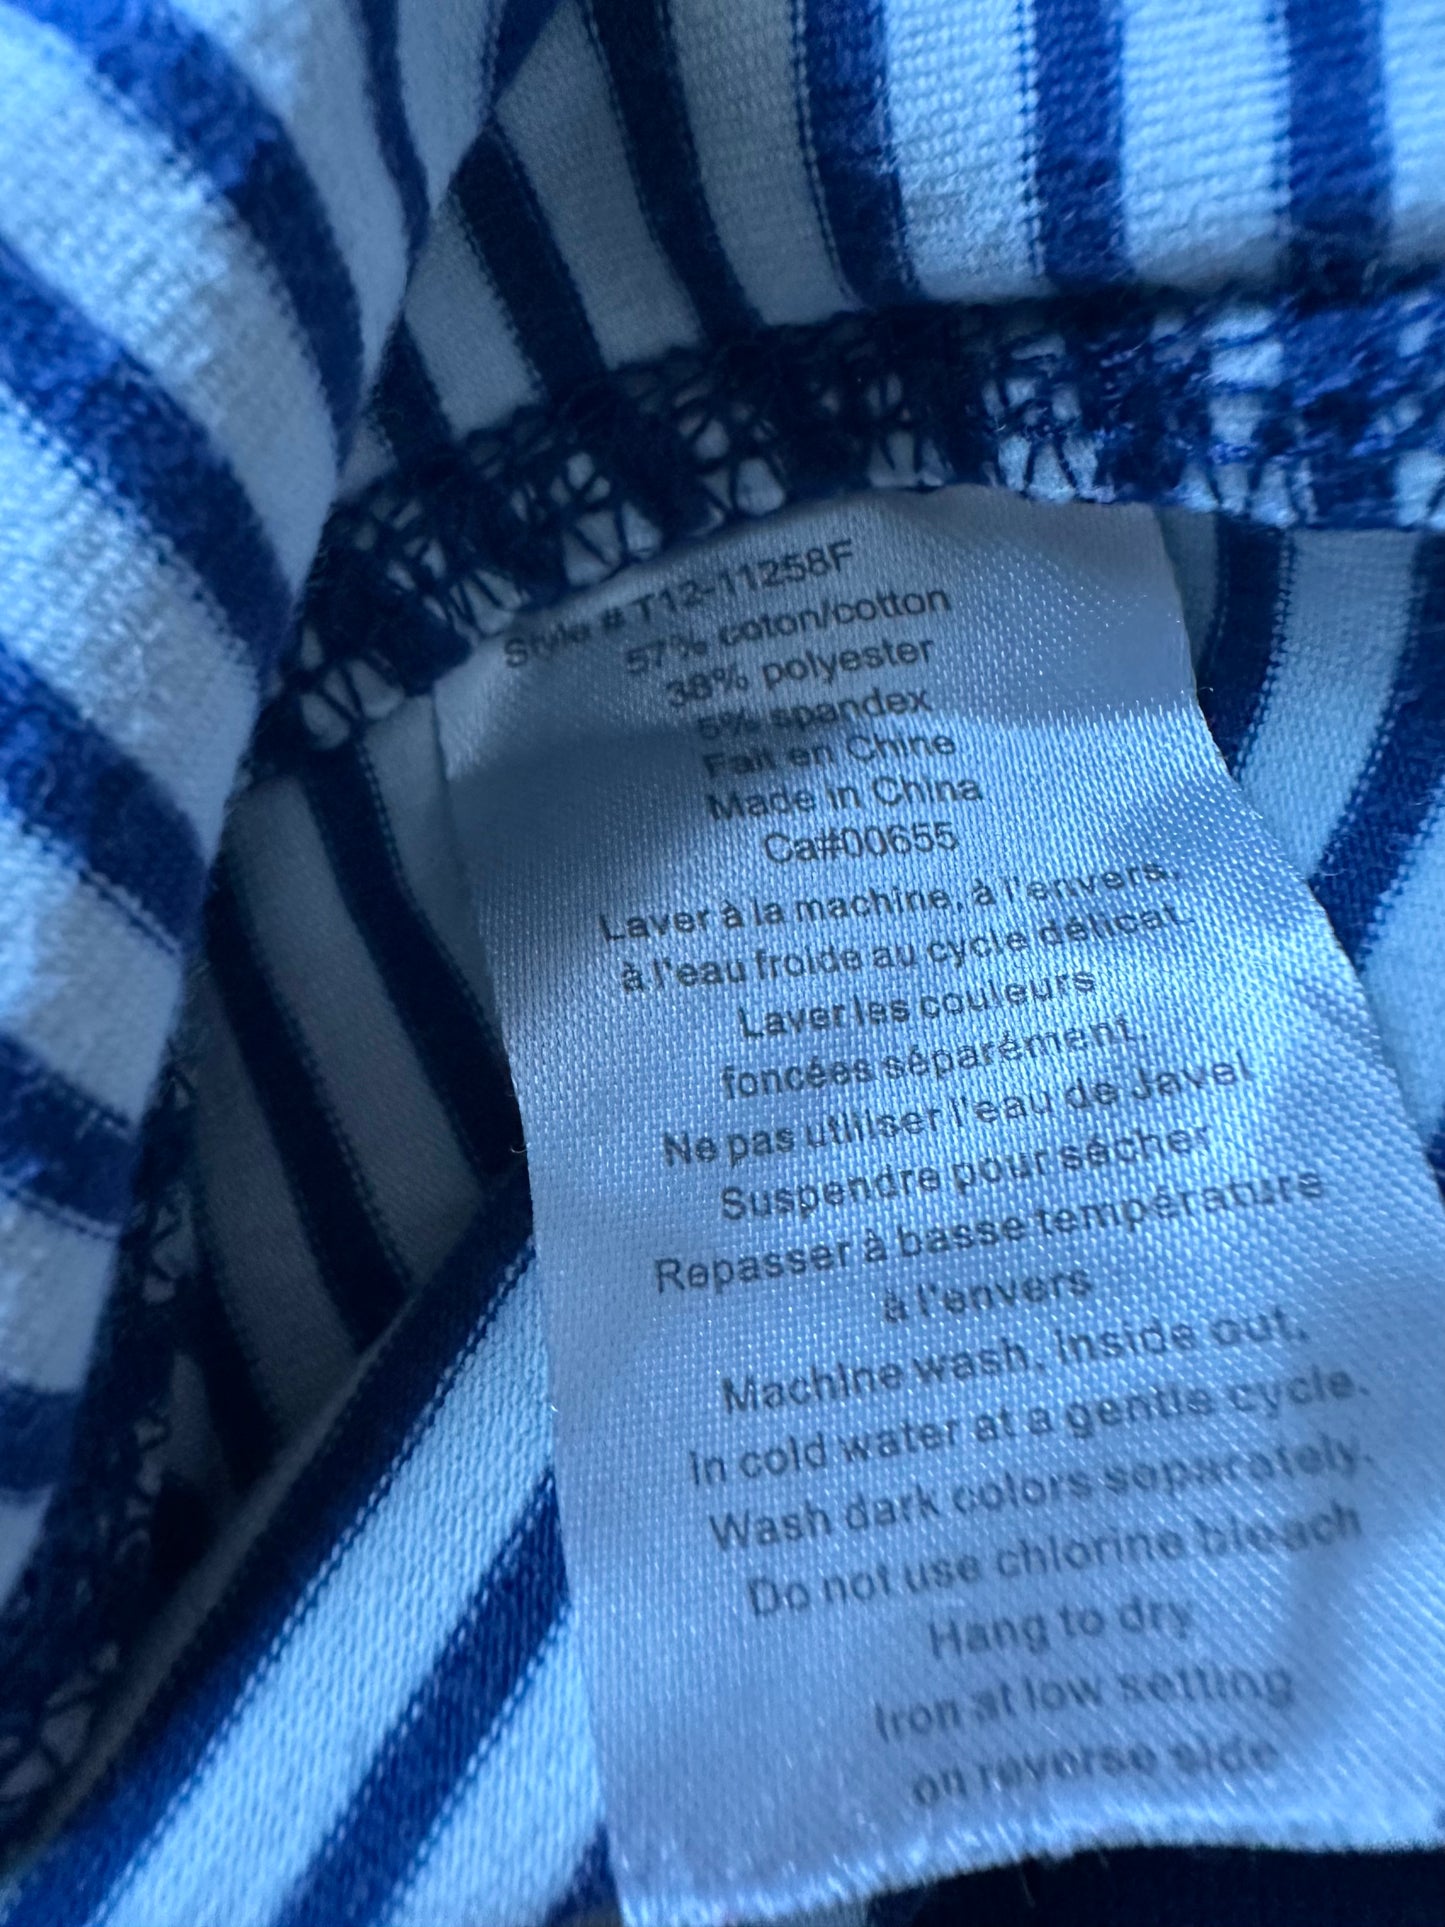 Style # T12-11258F
57% coton/cotton
38% polyester
5% spandex
Fait en Chine
Made in China
Ca#00655
Laver à la machine, à l'envers,
à l'eau froide au cycle délicat.
Laver les couleurs
foncées séparément.
Ne pas utiliser l'eau de Javel
Suspendre pour sécher
Repasser à basse température
à l'envers
Machine wash, inside out,
in cold water at a gentle cycle.
Wash dark colors separately.
Do not use chlorine bleach
Hang to dry
Iron at low setting
on reverse side